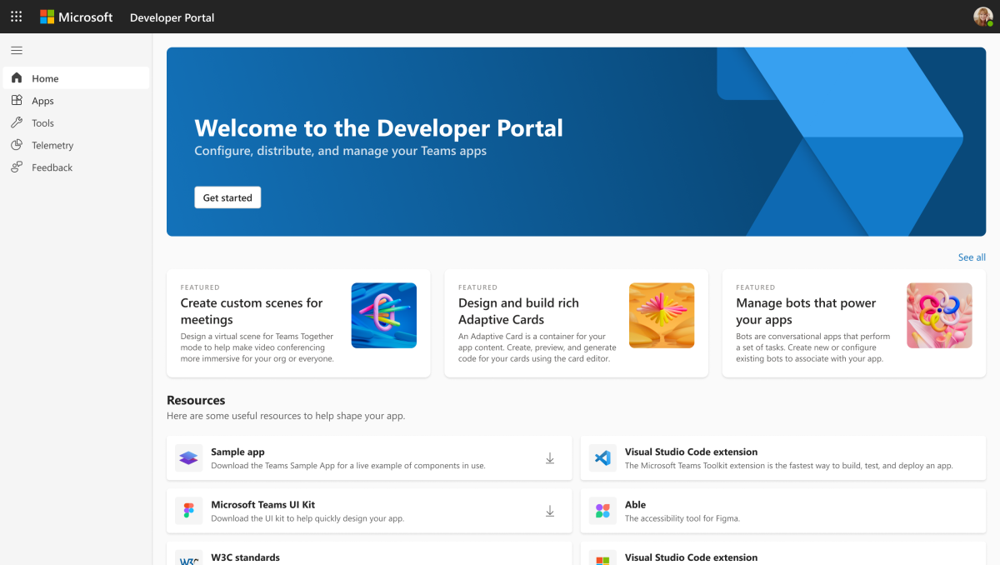 Microsoft Developer Portal
Home
Apps
Tools
Telemetry
Feedback
Welcome to the Developer Portal
Configure, distribute, and manage your Teams apps
Get started
See all
FEATURED
Create custom scenes for
meetings
Design a virtual scene for Teams Together
mode to help make video conferencing
more immersive for your org or everyone.
FEATURED
Design and build rich
Adaptive Cards
An Adaptive Card is a container for your
app content. Create, preview, and generate
code for your cards using the card editor.
FEATURED
Manage bots that power
your apps
Bots are conversational apps that perform
a set of tasks. Create new or configure
existing bots to associate with your app.
Resources
Here are some useful resources to help shape your app.
Sample app
Download the Teams Sample App for a live example of components in use.
Visual Studio Code extension
The Microsoft Teams Toolkit extension is the fastest way to build, test, and deploy an app.
Microsoft Teams UI Kit
Download the UI kit to help quickly design your app.
Able
The accessibility tool for Figma.
W3C
W3C standards
Visual Studio Code extension